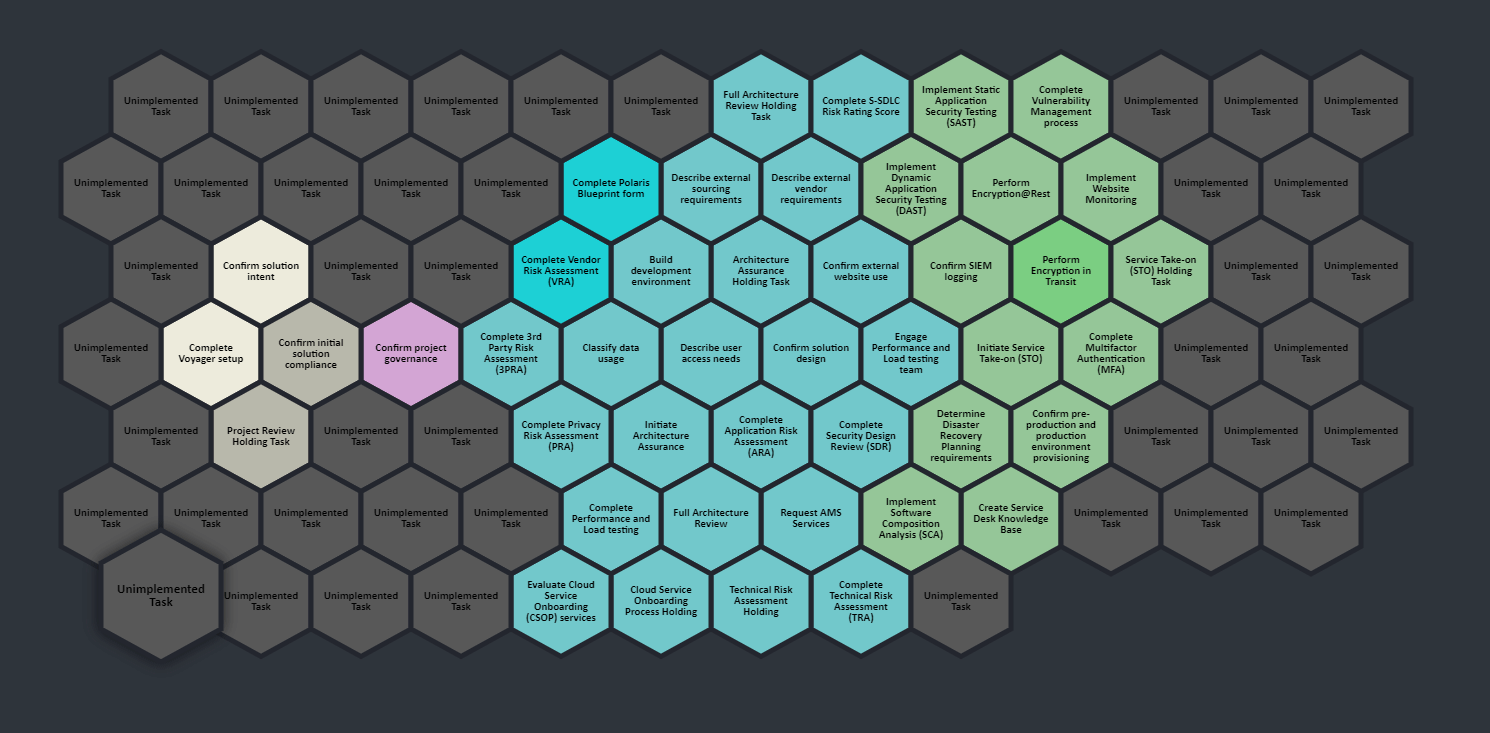 Unimplemented
Task
Unimplemented
Task
Unimplemented
Task
Unimplemented
Task
Unimplemented
Task
Unimplemented
Task
Full Architecture
Review Holding
Task
Complete S-SDLC
Risk Rating Score
Implement Static
Application
Security Testing
(SAST)
Complete
Vulnerability
Management
process
Unimplemented
Task
Unimplemented
Task
Unimplemented
Task
Unimplemented
Task
Unimplemented
Task
Unimplemented
Task
Unimplemented
Task
Unimplemented
Task
Complete Polaris
Blueprint form
Describe external
sourcing
requirements
Describe external
vendor
requirements
Implement
Dynamic
Application
Security Testing
(DAST)
Perform
Encryption@Rest
Implement
Website
Monitoring
Unimplemented
Task
Unimplemented
Task
Unimplemented
Task
Confirm solution
intent
Unimplemented
Task
Unimplemented
Task
Complete Vendor
Risk Assessment
(VRA)
Build
development
environment
Architecture
Assurance
Holding Task
Confirm external
website use
Confirm SIEM
logging
Perform
Encryption in
Transit
Service Take-on
(STO) Holding
Task
Unimplemented
Task
Unimplemented
Task
Unimplemented
Task
Complete
Voyager setup
Confirm initial
solution
compliance
Confirm project
governance
Complete 3rd
Party Risk
Assessment
(3PRA)
Classify data
usage
Describe user
access needs
Confirm solution
design
Engage
Performance and
Load testing
team
Initiate Service
Take-on (STO)
Complete
Multifactor
Authentication
(MFA)
Unimplemented
Task
Unimplemented
Task
Unimplemented
Task
Project Review
Holding Task
Unimplemented
Task
Unimplemented
Task
Complete Privacy
Risk Assessment
(PRA)
Initiate
Architecture
Assurance
Complete
Application Risk
Assessment
(ARA)
Complete
Security Design
Review (SDR)
Determine
Disaster
Recovery
Planning
requirements
Confirm pre-
production and
production
environment
provisioning
Unimplemented
Task
Unimplemented
Task
Unimplemented
Task
Unimplemented
Task
Unimplemented
Task
Unimplemented
Task
Unimplemented
Task
Unimplemented
Task
Complete
Performance and
Load testing
Full Architecture
Review
Request AMS
Services
Implement
Software
Composition
Analysis (SCA)
Create Service
Desk Knowledge
Base
Unimplemented
Task
Unimplemented
Task
Unimplemented
Task
Unimplemented
Task
Unimplemented
Task
Unimplemented
Task
Unimplemented
Task
Evaluate Cloud
Service
Onboarding
(CSOP) services
Cloud Service
Onboarding
Process Holding
Technical Risk
Assessment
Holding
Complete
Technical Risk
Assessment
(TRA)
Unimplemented
Task